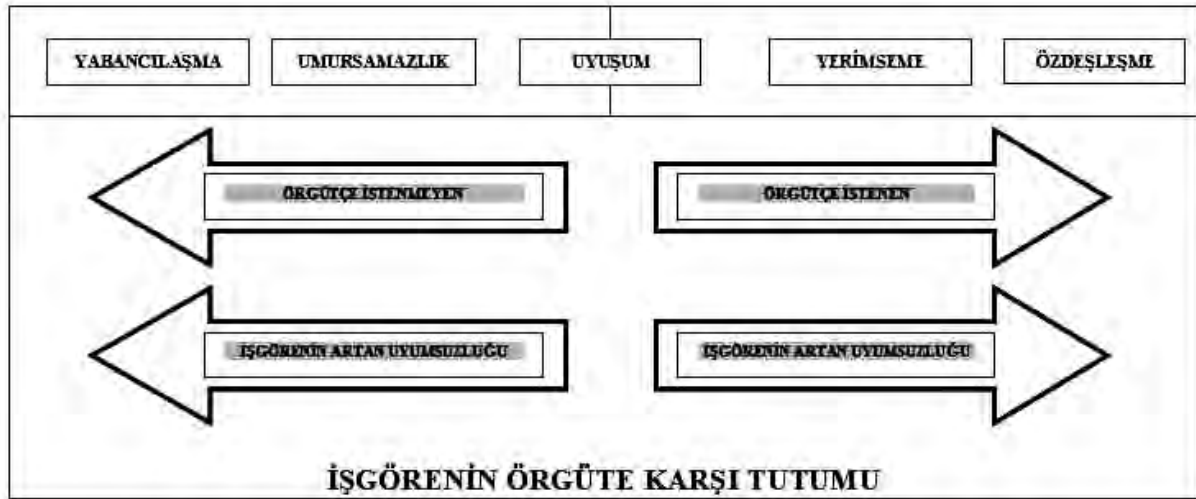 YABANCILAŞMA UMURSAMAZLIK UYUŞUM YERİMSEME ÖZDEŞLEŞME
ÖRGÜTÇE İSTENMEYEN ÖRGÜTÇE İSTENEN
İŞGÖRENİN ARTAN UYUMSUZLUĞU İŞGÖRENİN ARTAN UYUMSUZLUĞU
İŞGÖRENİN ÖRGÜTE KARŞI TUTUMU